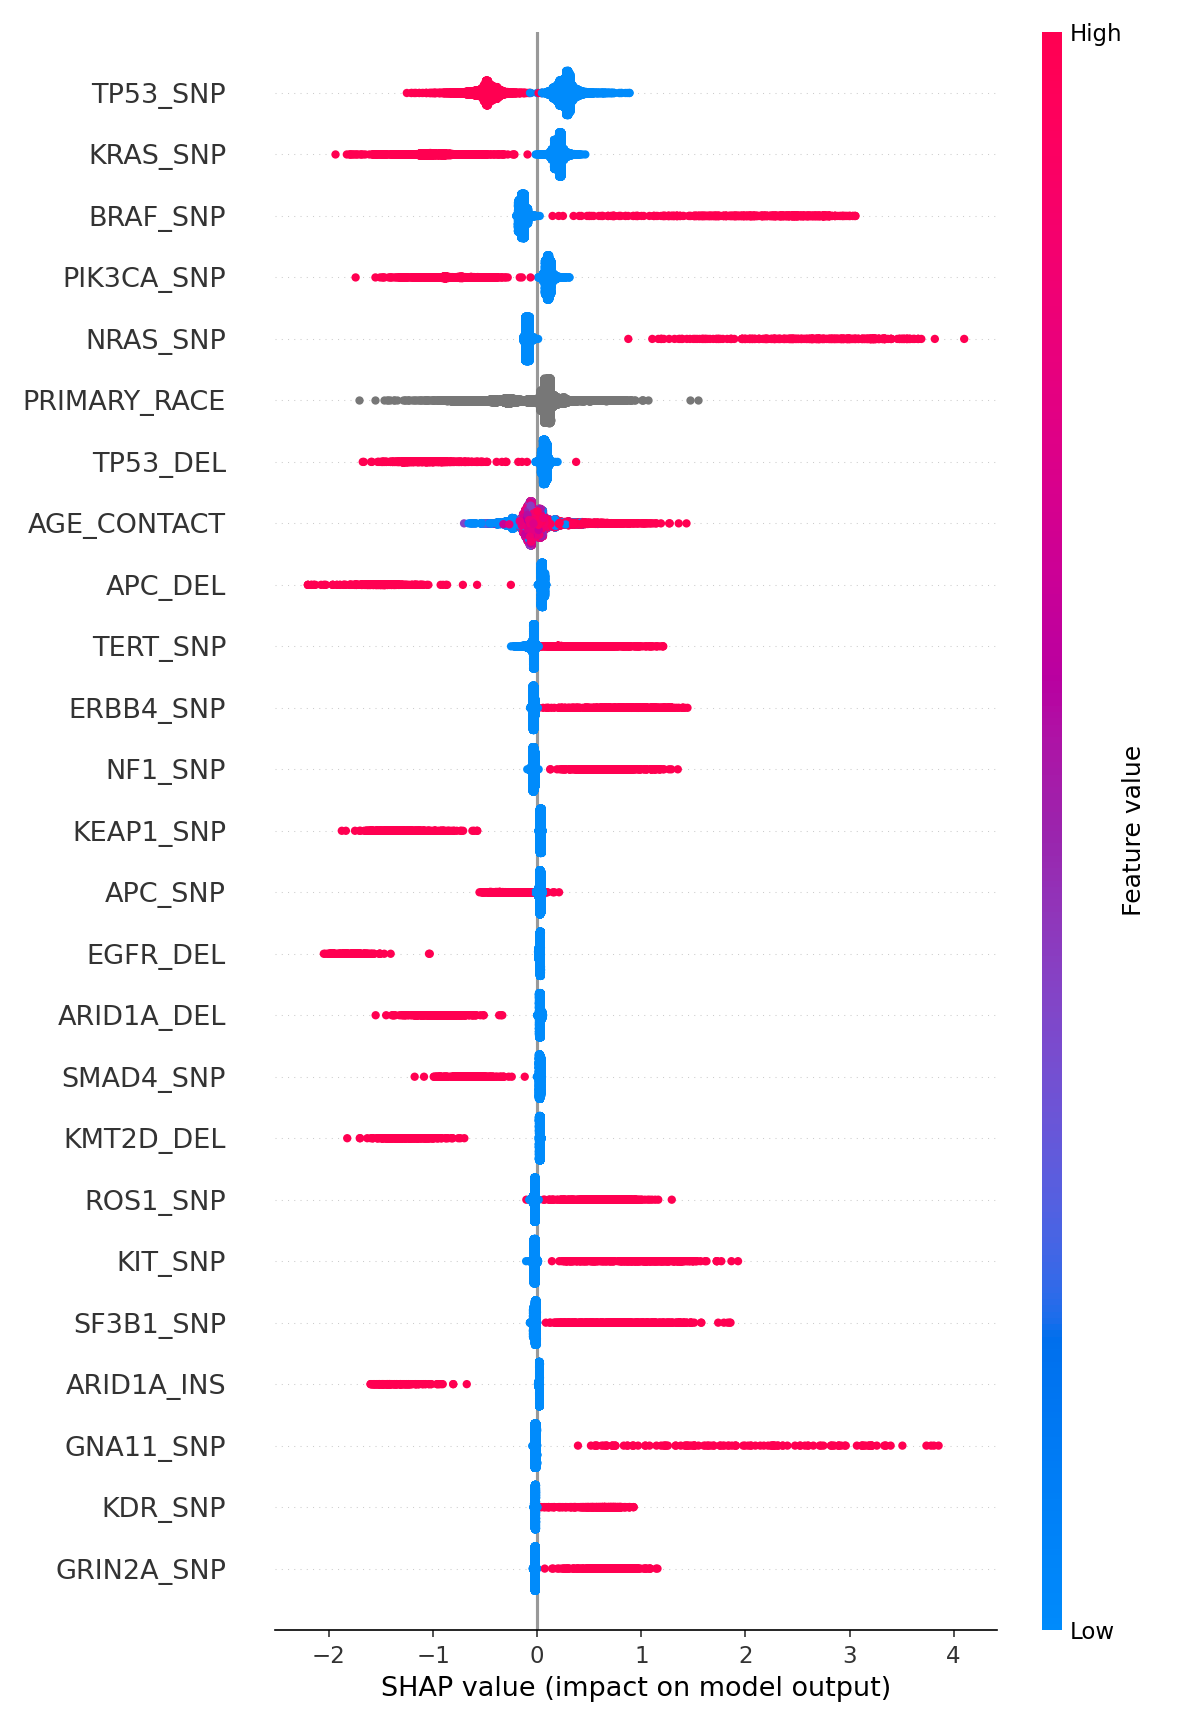 High
TP53_SNP
KRAS_SNP
BRAF_SNP
PIK3CA_SNP
NRAS_SNP
PRIMARY_RACE
TP53_DEL
AGE_CONTACT
APC_DEL
TERT_SNP
ERBB4_SNP
NF1_SNP
KEAP1_SNP
APC_SNP
EGFR_DEL
ARID1A_DEL
SMAD4_SNP
KMT2D_DEL
ROS1_SNP
KIT_SNP
SF3B1_SNP
ARID1A_INS
GNA11_SNP
KDR_SNP
GRIN2A_SNP
Feature value
Low
−2 −1 0 1 2 3 4
SHAP value (impact on model output)